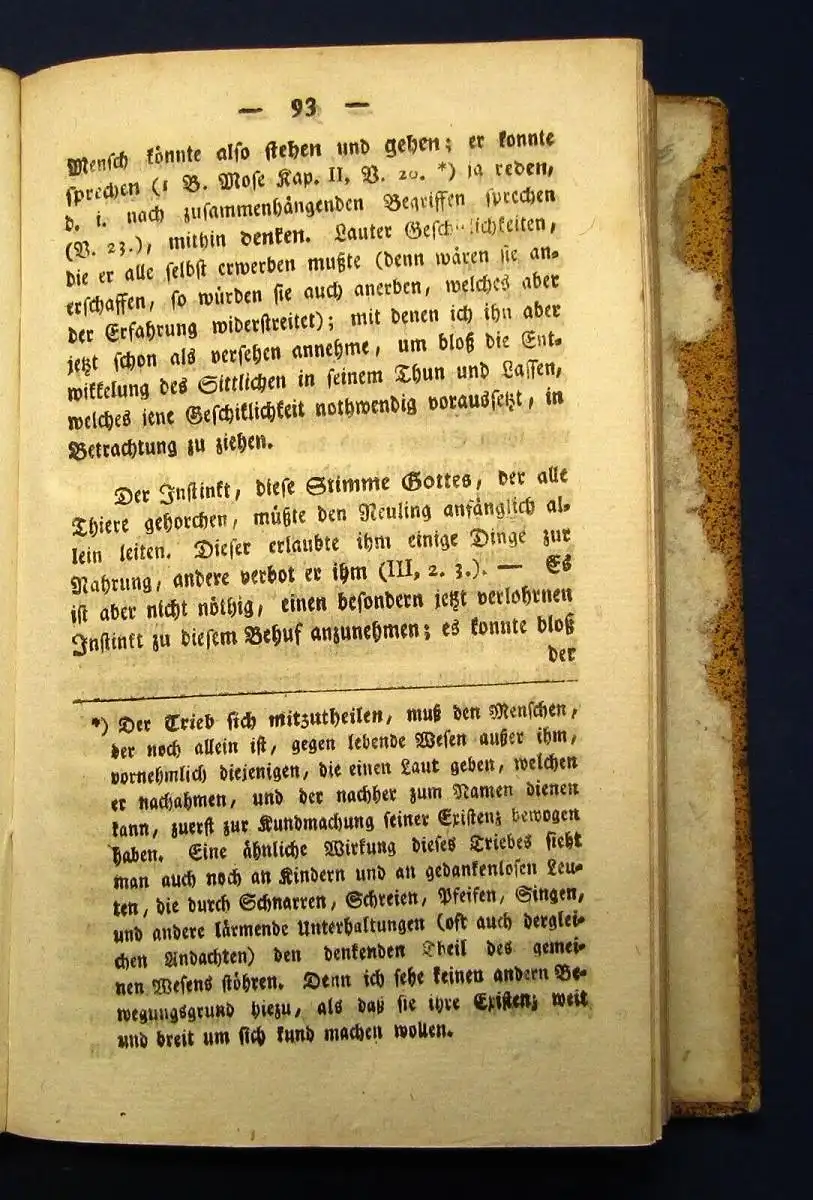 — 93 —
Mensch könnte also stehen und gehen; er konnte
sprechen (1 B. Mose Kap. II, V. 20. *) ja reden,
d. i. nach zusammenhängenden Begriffen sprechen
(V. 23.), mithin denken. Lauter Geschiklichkeiten,
die er alle selbst erwerben mußte (denn wären sie an-
erschaffen, so würden sie auch anerben, welches aber
der Erfahrung widerstreitet); mit denen ich ihn aber
jetzt schon als versehen annehme, um bloß die Ent-
wikkelung des Sittlichen in seinem Thun und Lassen,
welches jene Geschiklichkeit nothwendig voraussetzt, in
Betrachtung zu ziehen.
Der Instinkt, diese Stimme Gottes, der alle
Thiere gehorchen, müßte den Neuling anfänglich al-
lein leiten. Dieser erlaubte ihm einige Dinge zur
Nahrung, andere verbot er ihm (III, 2. 3.). — Es
ist aber nicht nöthig, einen besondern jetzt verlohrnen
Instinkt zu diesem Behuf anzunehmen; es konnte bloß
der
*) Der Trieb sich mitzutheilen, muß den Menschen,
der noch allein ist, gegen lebende Wesen außer ihm,
vornehmlich diejenigen, die einen Laut geben, welchen
er nachahmen, und der nachher zum Namen dienen
kann, zuerst zur Kundmachung seiner Existenz bewogen
haben. Eine ähnliche Wirkung dieses Triebes sieht
man auch noch an Kindern und an gedankenlosen Leu-
ten, die durch Schnarren, Schreien, Pfeifen, Singen,
und andere lärmende Unterhaltungen (oft auch derglei-
chen Andachten) den denkenden Theil des gemei-
nen Wesens stöhren. Denn ich sehe keinen andern Be-
wegungsgrund hiezu, als daß sie ihre Existenz weit
und breit um sich kund machen wollen.